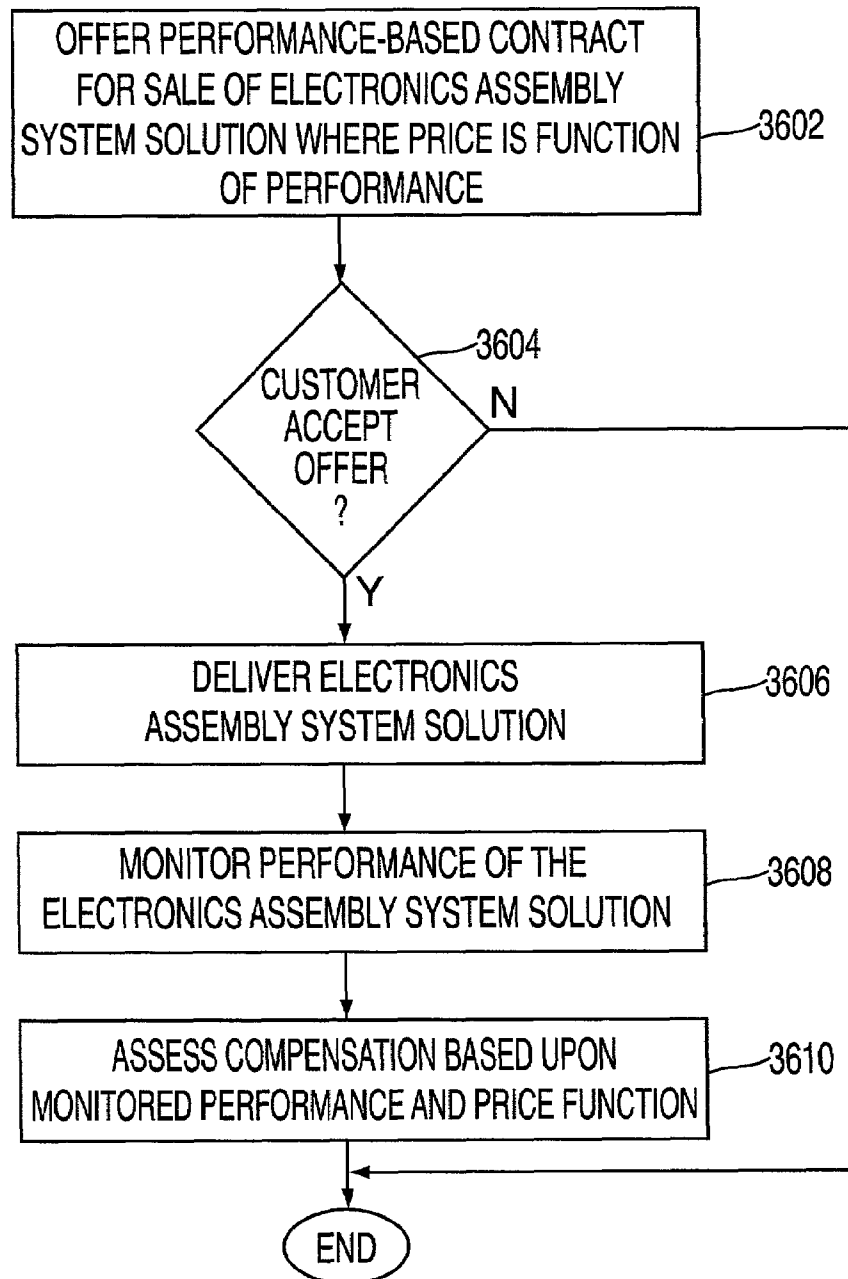 OFFER PERFORMANCE-BASED CONTRACT
FOR SALE OF ELECTRONICS ASSEMBLY
SYSTEM SOLUTION WHERE PRICE IS FUNCTION
OF PERFORMANCE
3602
3604
CUSTOMER
ACCEPT
OFFER
?
N
Y
DELIVER ELECTRONICS
ASSEMBLY SYSTEM SOLUTION
3606
MONITOR PERFORMANCE OF THE
ELECTRONICS ASSEMBLY SYSTEM SOLUTION
3608
ASSESS COMPENSATION BASED UPON
MONITORED PERFORMANCE AND PRICE FUNCTION
3610
END